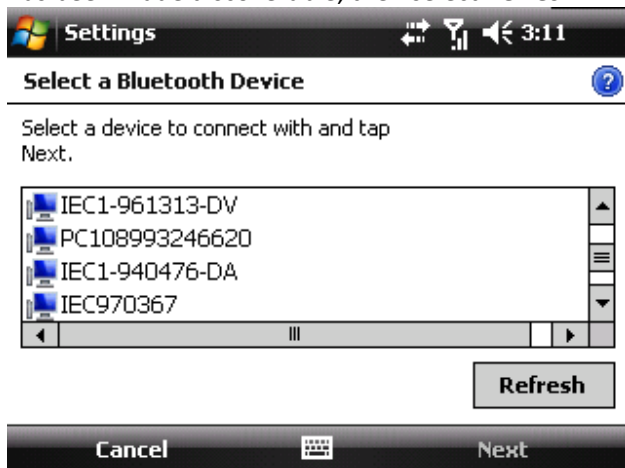 Settings 3:11
Select a Bluetooth Device ?
Select a device to connect with and tap
Next.
IEC1-961313-DV
PC108993246620
IEC1-940476-DA
IEC970367
Refresh
Cancel Next